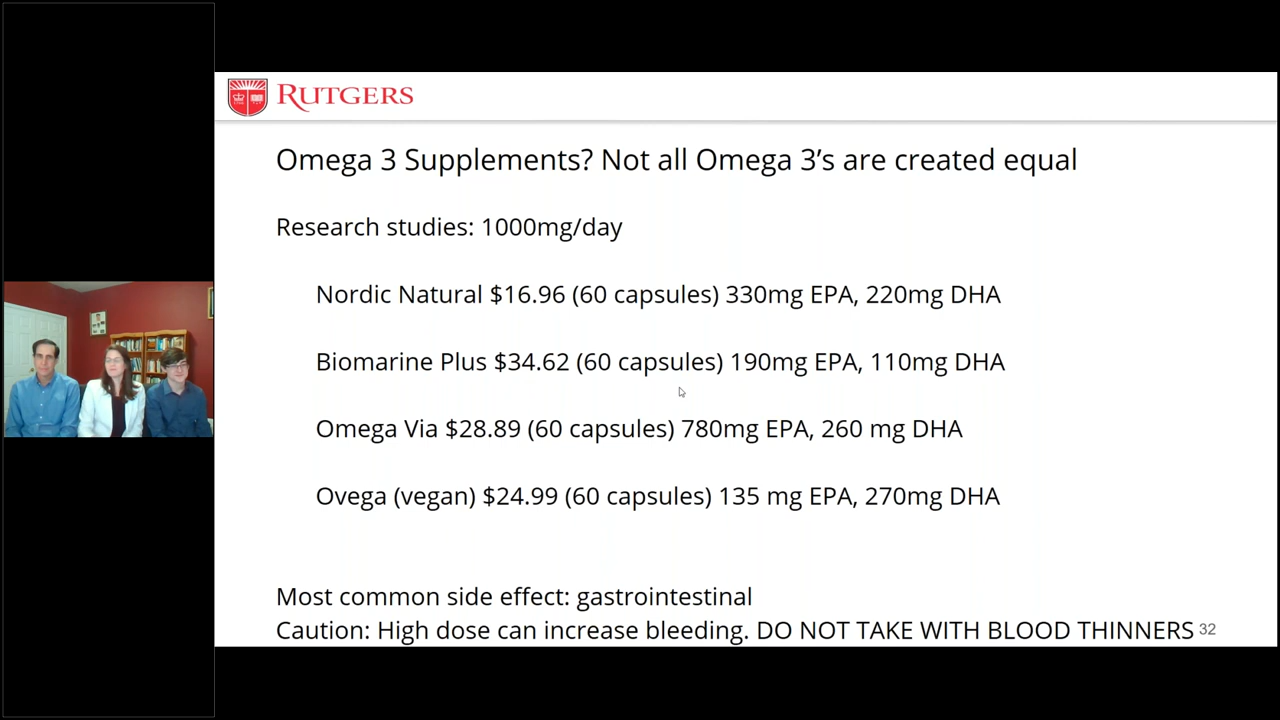 RUTGERS
Omega 3 Supplements? Not all Omega 3’s are created equal
Research studies: 1000mg/day
Nordic Natural $16.96 (60 capsules) 330mg EPA, 220mg DHA
Biomarine Plus $34.62 (60 capsules) 190mg EPA, 110mg DHA
Omega Via $28.89 (60 capsules) 780mg EPA, 260 mg DHA
Ovega (vegan) $24.99 (60 capsules) 135 mg EPA, 270mg DHA
Most common side effect: gastrointestinal
Caution: High dose can increase bleeding. DO NOT TAKE WITH BLOOD THINNERS 32